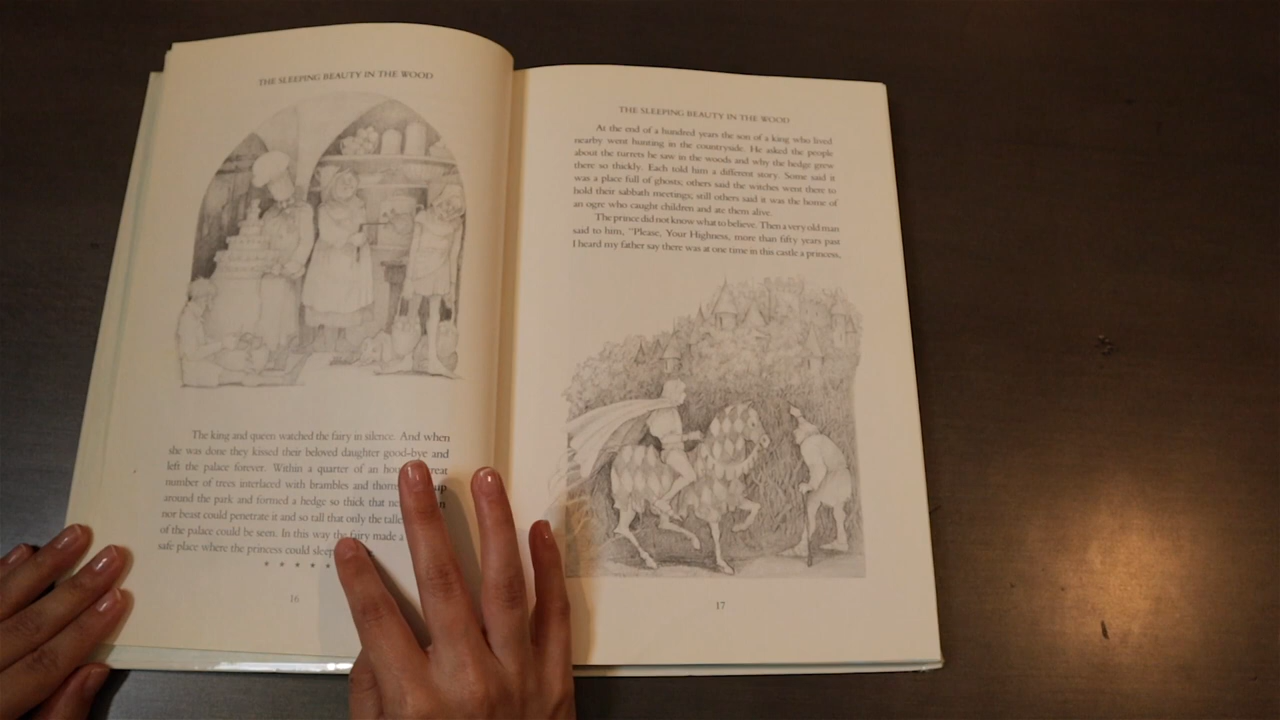 THE SLEEPING BEAUTY IN THE WOOD
The king and queen watched the fairy in silence. And when
she was done they kissed their beloved daughter good-bye and
left the palace forever. Within a quarter of an
number of trees interlaced with brambles and up
around the park and formed a hedge so thick that
nor beast could penetrate it and so tall that only the
of the palace could be seen. In this way the fairy made a
safe place where the princess could
* * * * *
16
THE SLEEPING BEAUTY IN THE WOOD
At the end of a hundred years the son of a king who lived
nearby went hunting in the countryside. He asked the people
about the turrets he saw in the woods and why the hedge grew
there so thickly. Each told him a different story. Some said it
was a place full of ghosts; others said the witches went there to
hold their sabbath meetings; still others said it was the home of
an ogre who caught children and ate them alive.
The prince did not know what to believe. Then a very old man
said to him, "Please, Your Highness, more than fifty years past
I heard my father say there was at one time in this castle a princess,
17